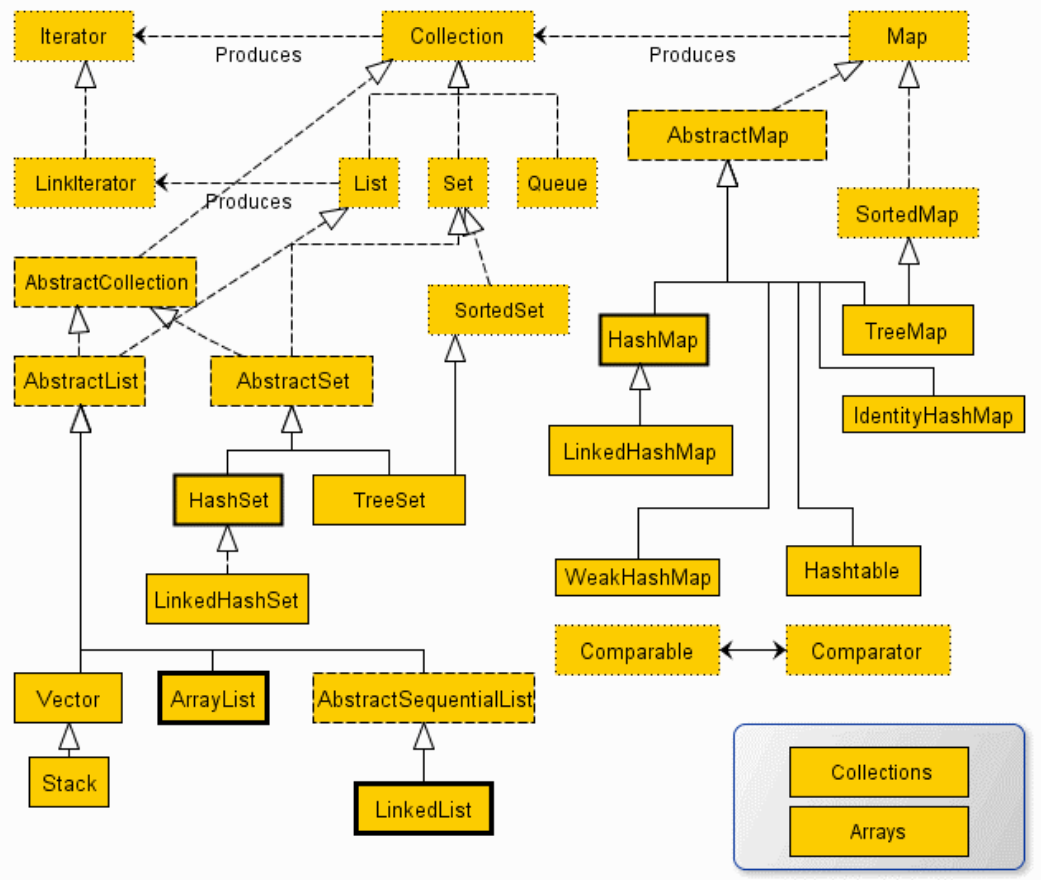 Iterator
Collection
Map
Produces
Produces
AbstractMap
LinkIterator
List
Set
Queue
Produces
SortedMap
AbstractCollection
SortedSet
HashMap
TreeMap
AbstractList
AbstractSet
IdentityHashMap
LinkedHashMap
HashSet
TreeSet
WeakHashMap
Hashtable
LinkedHashSet
Comparable
Comparator
Vector
ArrayList
AbstractSequentialList
Stack
LinkedList
Collections
Arrays